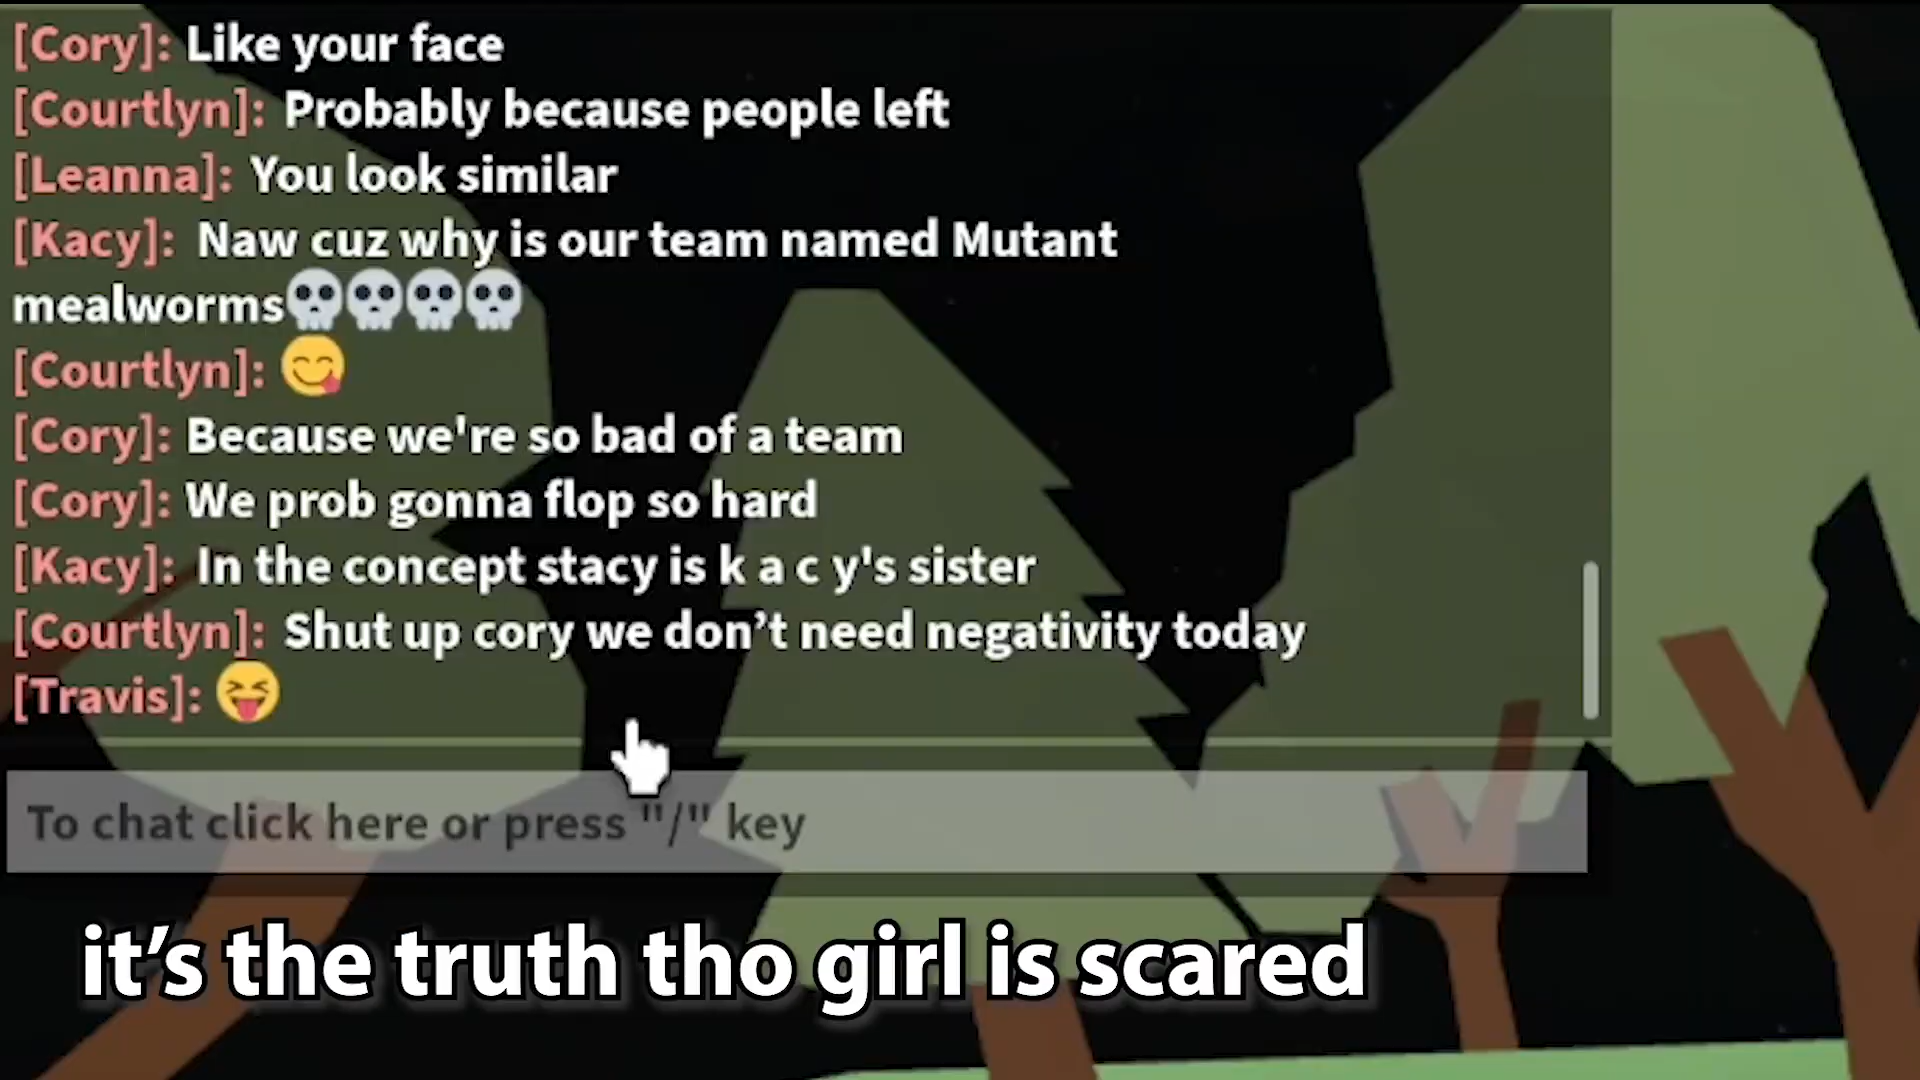 [Cory]: Like your face
[Courtlyn]: Probably because people left
[Leanna]: You look similar
[Kacy]: Naw cuz why is our team named Mutant
mealworms💀💀💀💀
[Courtlyn]: 😋
[Cory]: Because we're so bad of a team
[Cory]: We prob gonna flop so hard
[Kacy]: In the concept stacy is k a c y's sister
[Courtlyn]: Shut up cory we don’t need negativity today
[Travis]: 😝
To chat click here or press "/" key
it’s the truth tho girl is scared